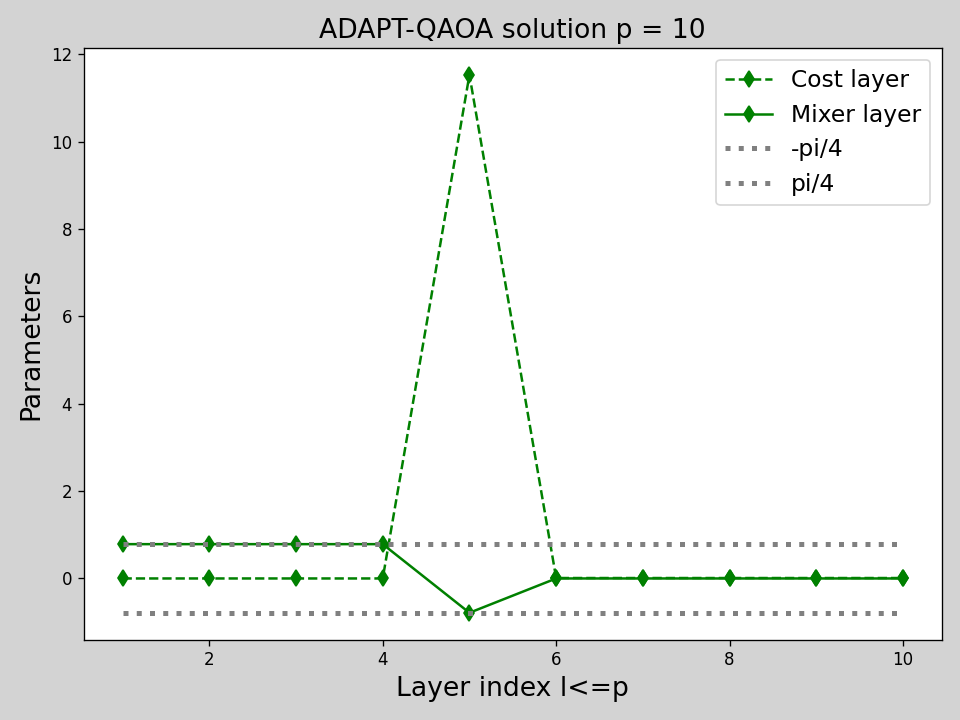 ADAPT-QAOA solution p = 10
Cost layer
Mixer layer
-pi/4
pi/4
Parameters
12
10
8
6
4
2
0
2
4
6
8
10
Layer index l<=p